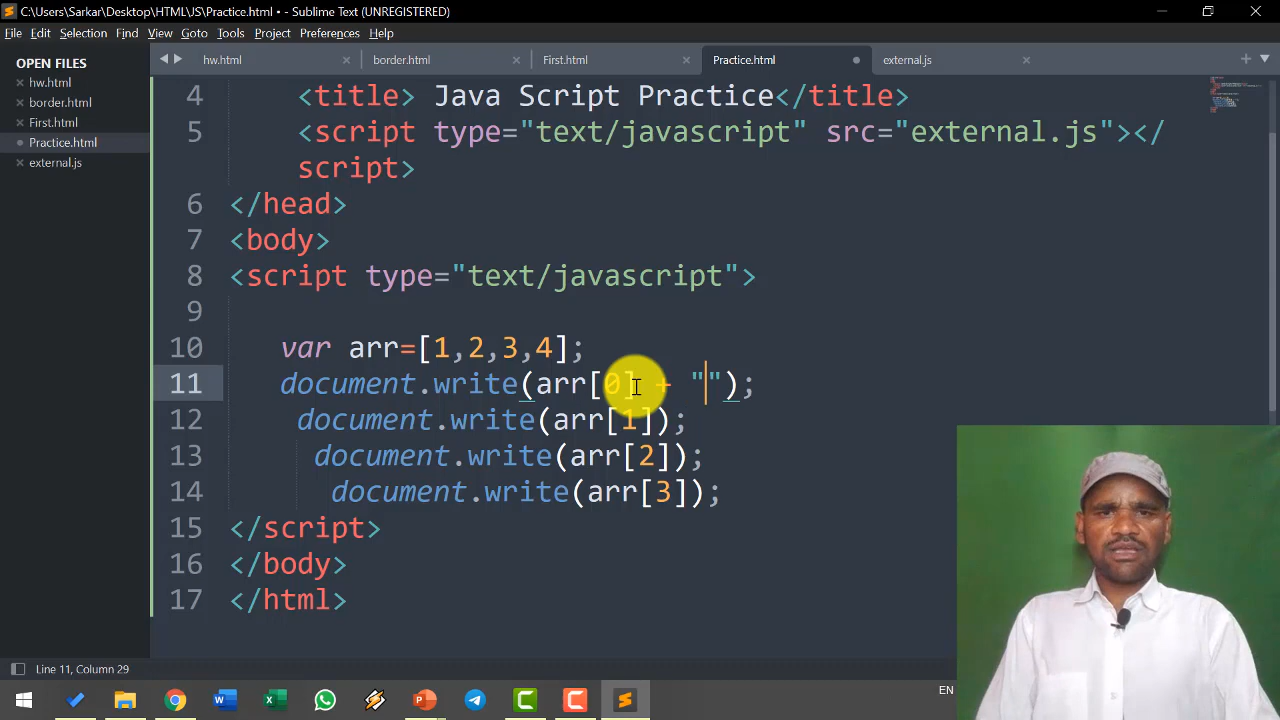 C:\Users\Sarkar\Desktop\HTML\JS\Practice.html • - Sublime Text (UNREGISTERED)
File Edit Selection Find View Goto Tools Project Preferences Help
OPEN FILES
hw.html
border.html
First.html
Practice.html
external.js
hw.html border.html First.html Practice.html external.js
4 <title> Java Script Practice</title>
5 <script type="text/javascript" src="external.js"></
script>
6 </head>
7 <body>
8 <script type="text/javascript">
9
10 var arr=[1,2,3,4];
11 document.write(arr[0] + "");
12 document.write(arr[1]);
13 document.write(arr[2]);
14 document.write(arr[3]);
15 </script>
16 </body>
17 </html>
Line 11, Column 29
EN